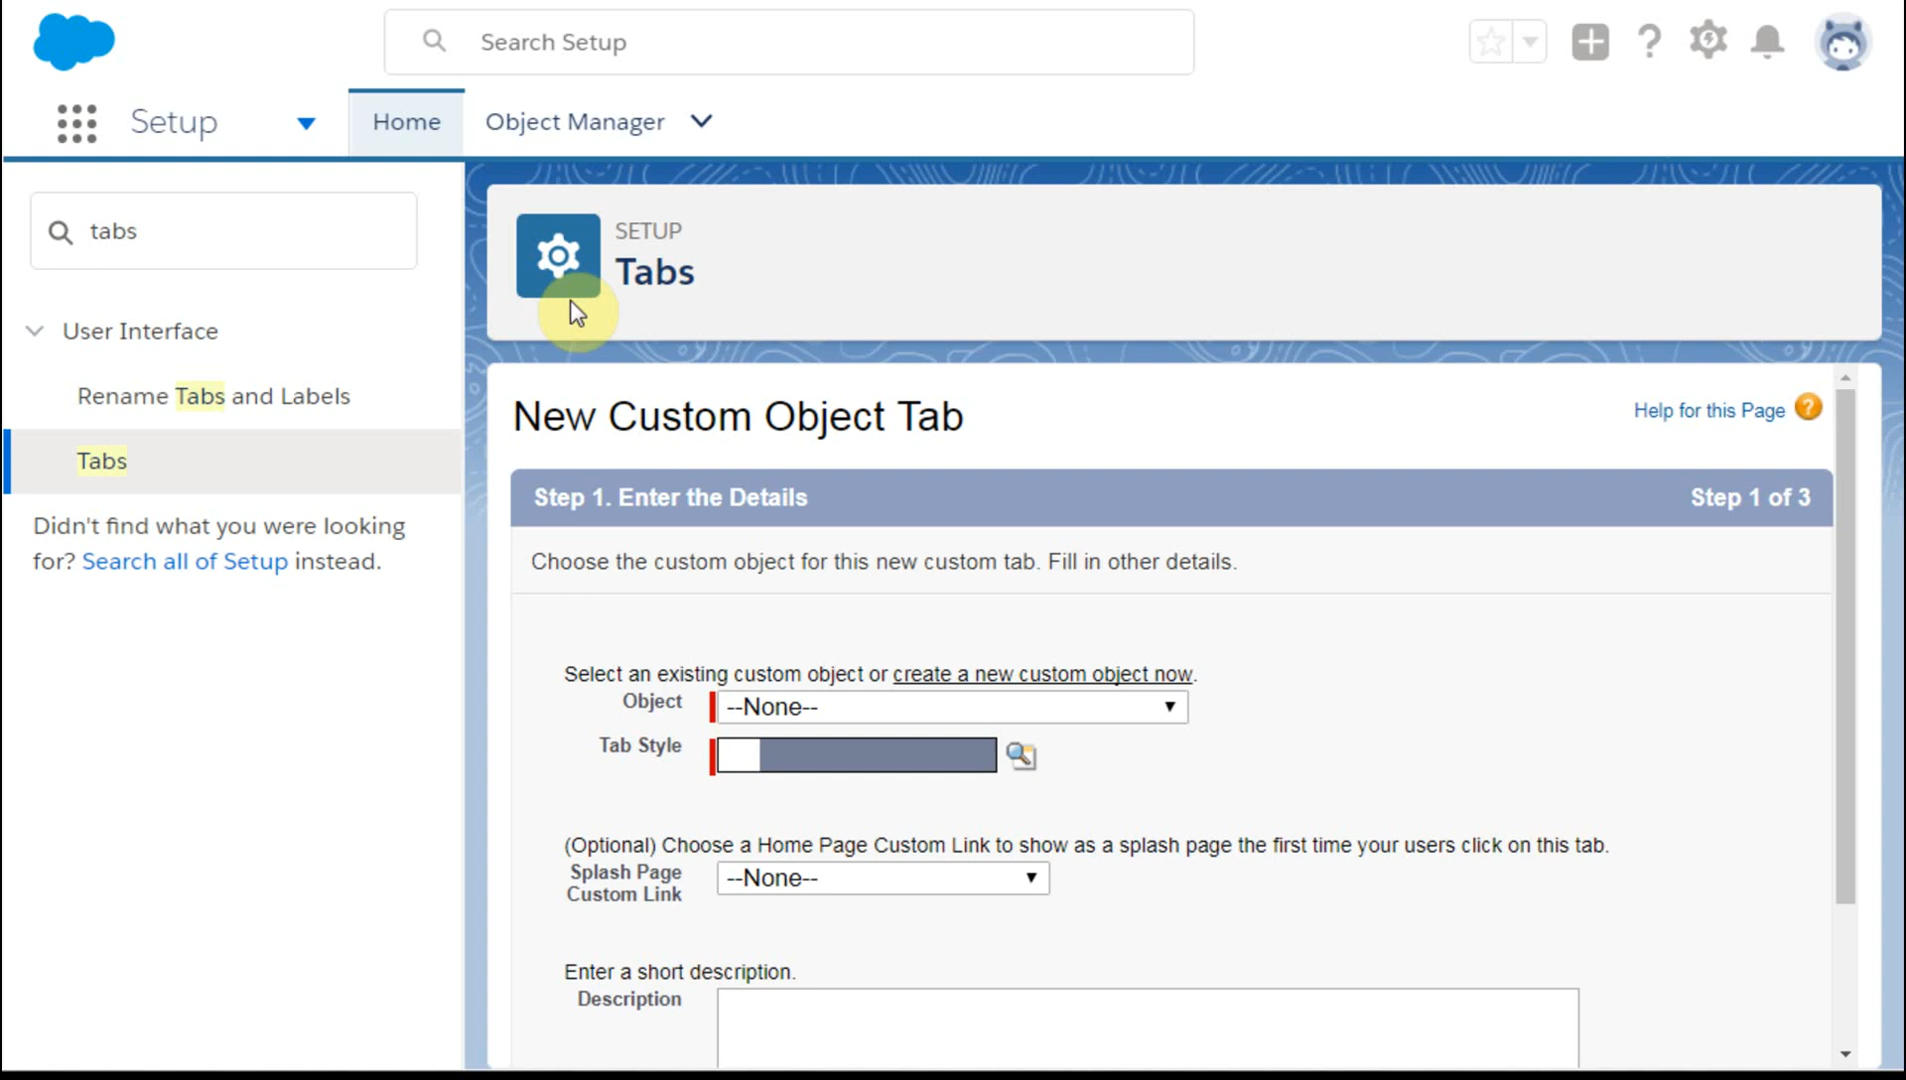 Search Setup
Setup
Home
Object Manager
tabs
User Interface
Rename Tabs and Labels
Tabs
Didn't find what you were looking
for? Search all of Setup instead.
SETUP
Tabs
New Custom Object Tab
Help for this Page ?
Step 1. Enter the Details
Step 1 of 3
Choose the custom object for this new custom tab. Fill in other details.
Select an existing custom object or create a new custom object now.
Object
--None--
Tab Style
(Optional) Choose a Home Page Custom Link to show as a splash page the first time your users click on this tab.
Splash Page
Custom Link
--None--
Enter a short description.
Description